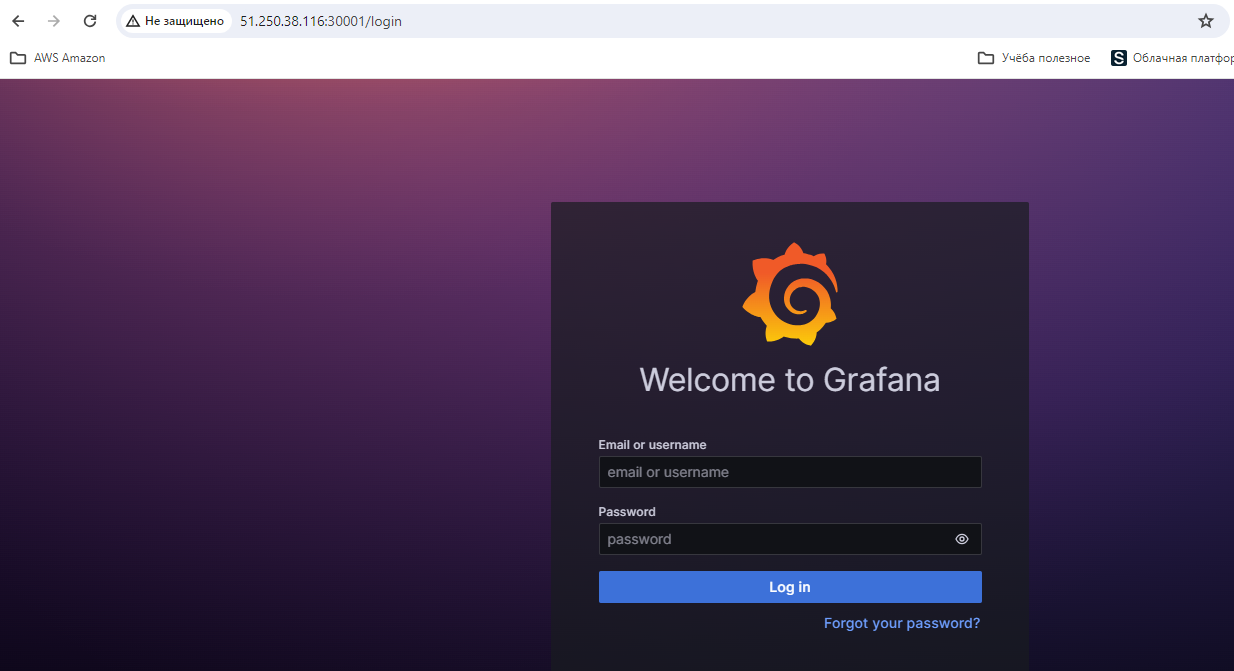 Не защищено 51.250.38.116:30001/login
AWS Amazon Учёба полезное Облачная платфор
Welcome to Grafana
Email or username
email or username
Password
password
Log in
Forgot your password?